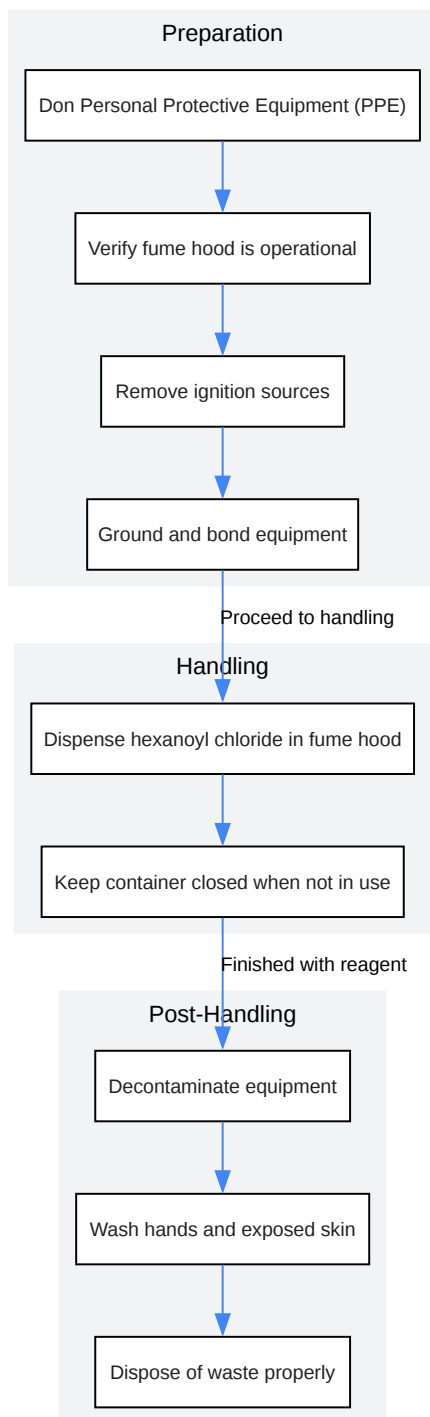 Preparation
Don Personal Protective Equipment (PPE)
Verify fume hood is operational
Remove ignition sources
Ground and bond equipment
Proceed to handling
Handling
Dispense hexanoyl chloride in fume hood
Keep container closed when not in use
Finished with reagent
Post-Handling
Decontaminate equipment
Wash hands and exposed skin
Dispose of waste properly